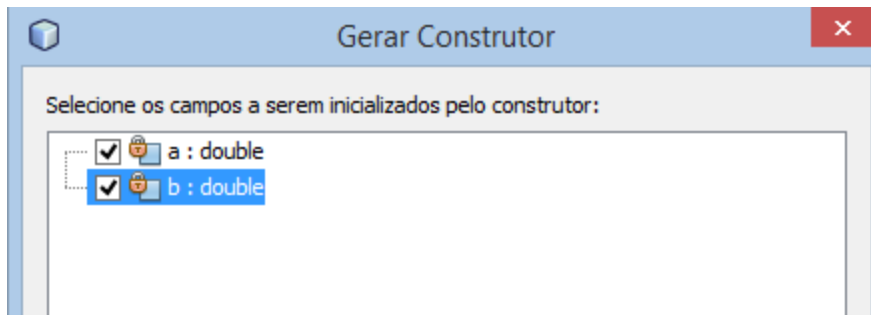 Gerar Construtor
Selecione os campos a serem inicializados pelo construtor:
a : double
b : double